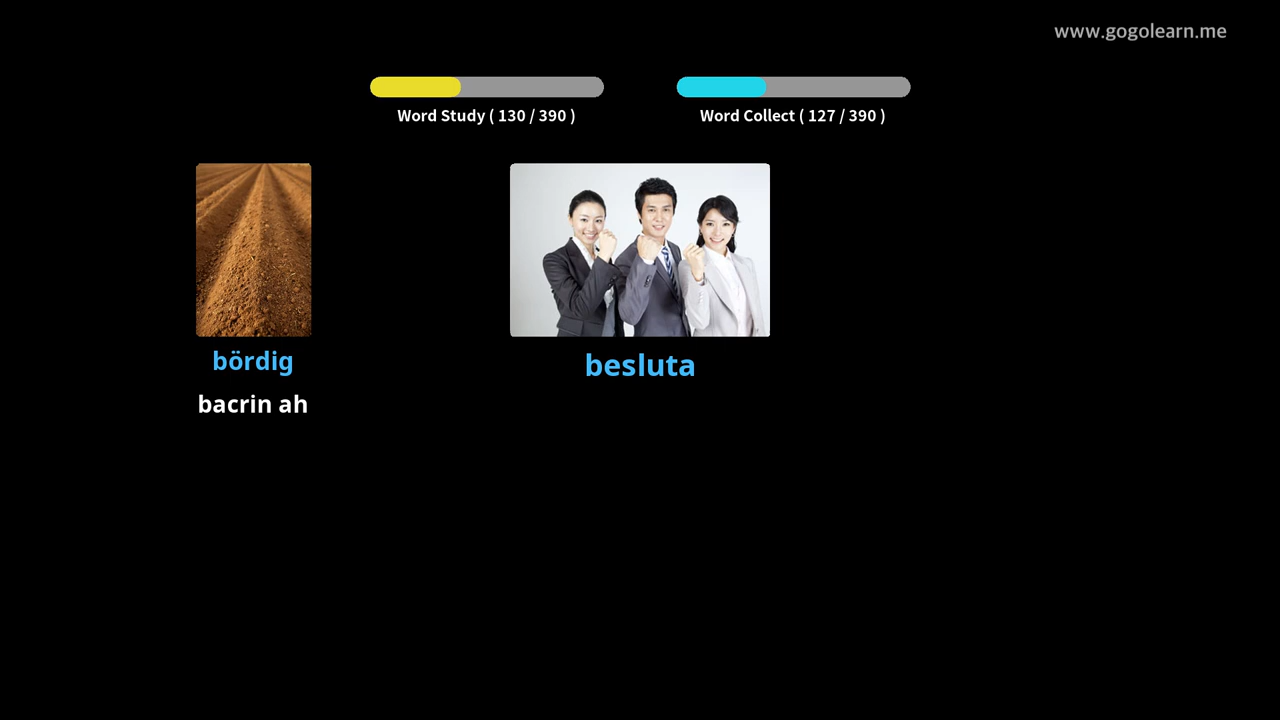 www.gogolearn.me
Word Study ( 130 / 390 )
Word Collect ( 127 / 390 )
bördig
bacrin ah
besluta